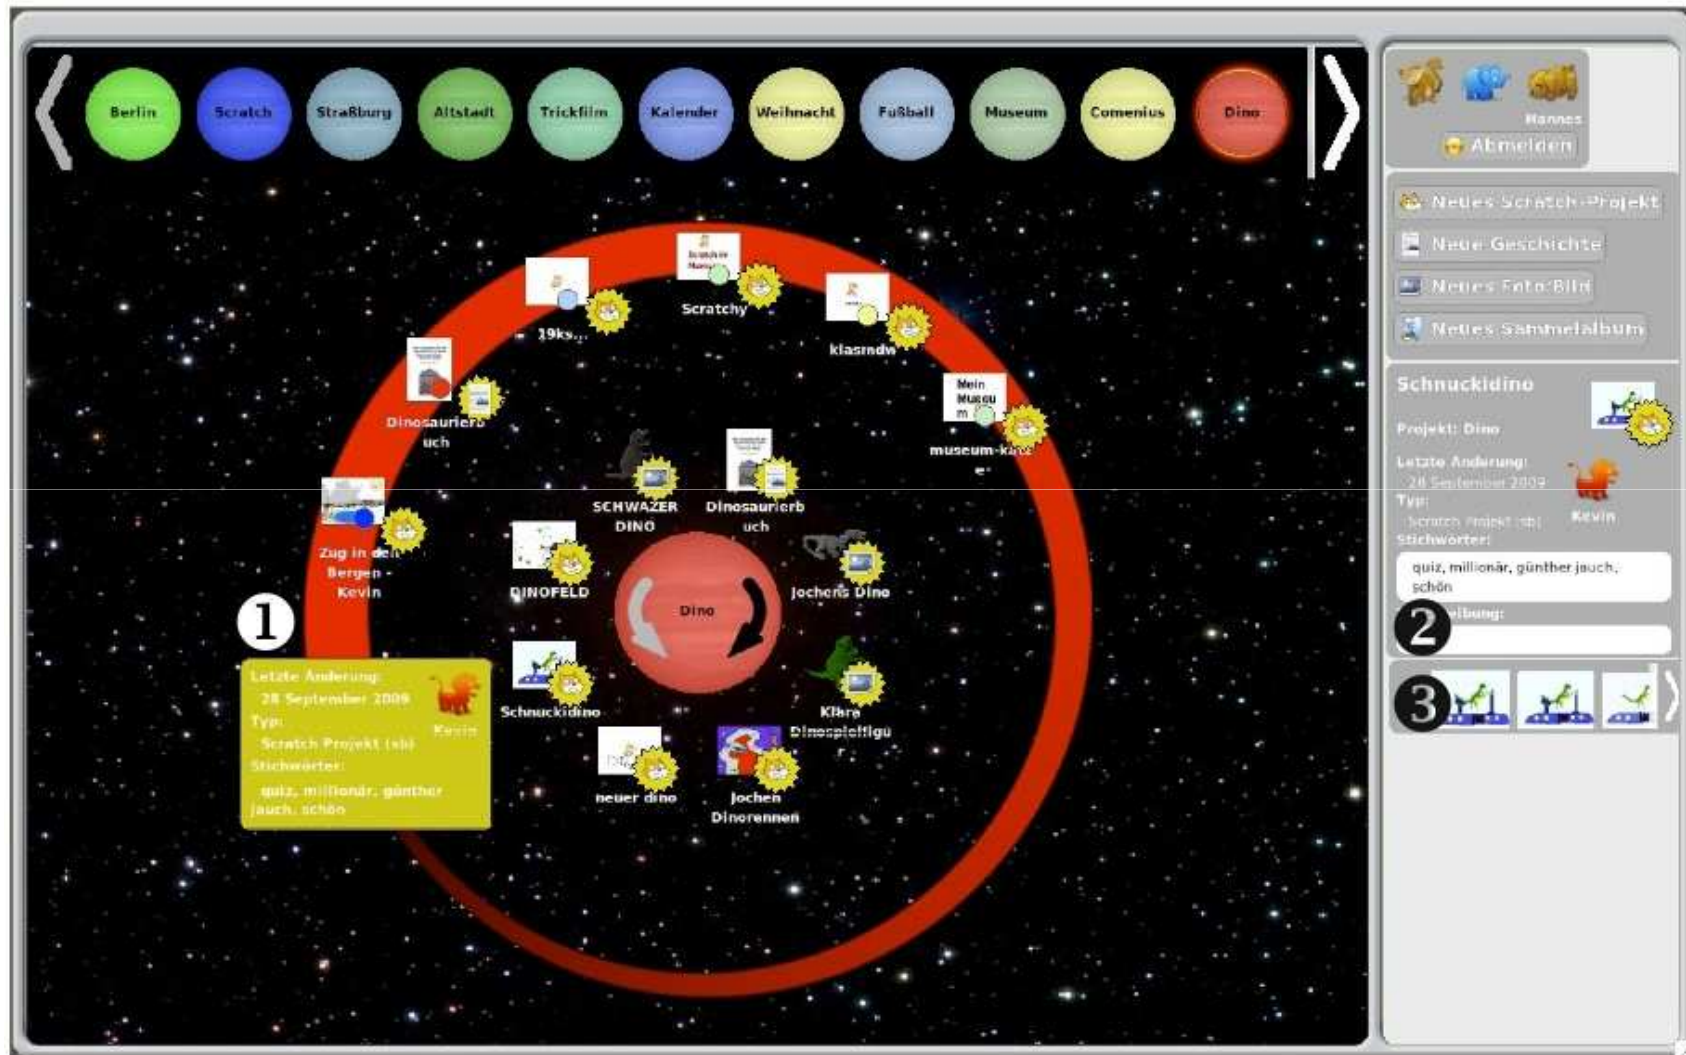 Berlin
Scratch
Straßburg
Altstadt
Trickfilm
Kalender
Weihnacht
Fußball
Museum
Comenius
Dino
Scratchy
19ks...
klasmdw
Mein
Museu
m
museum-
e
Dinosaurierb
uch
SCHWAZER
DINO
Dinosaurierb
uch
Zug in den
Bergen -
Kevin
DINOFELD
Jochens Dino
Dino
1
Schnuckidino
Klara
Dinospielfigu
r
neuer dino
Jochen
Dinorennen
Letzte Änderung:
28 September 2009
Typ:
Kevin
Scratch Projekt (sb)
Stichwörter:
quiz, millionär, günther
jauch, schön
Hannes
Abmelden
Neues Scratch-Projekt
Neue Geschichte
Neues Foto/Bild
Neues Sammelalbum
Schnuckidino
Projekt: Dino
Letzte Änderung:
28 September 2009
Typ:
Kevin
Scratch Projekt (sb)
Stichwörter:
quiz, millionär, günther jauch,
schön
2
ibung:
3